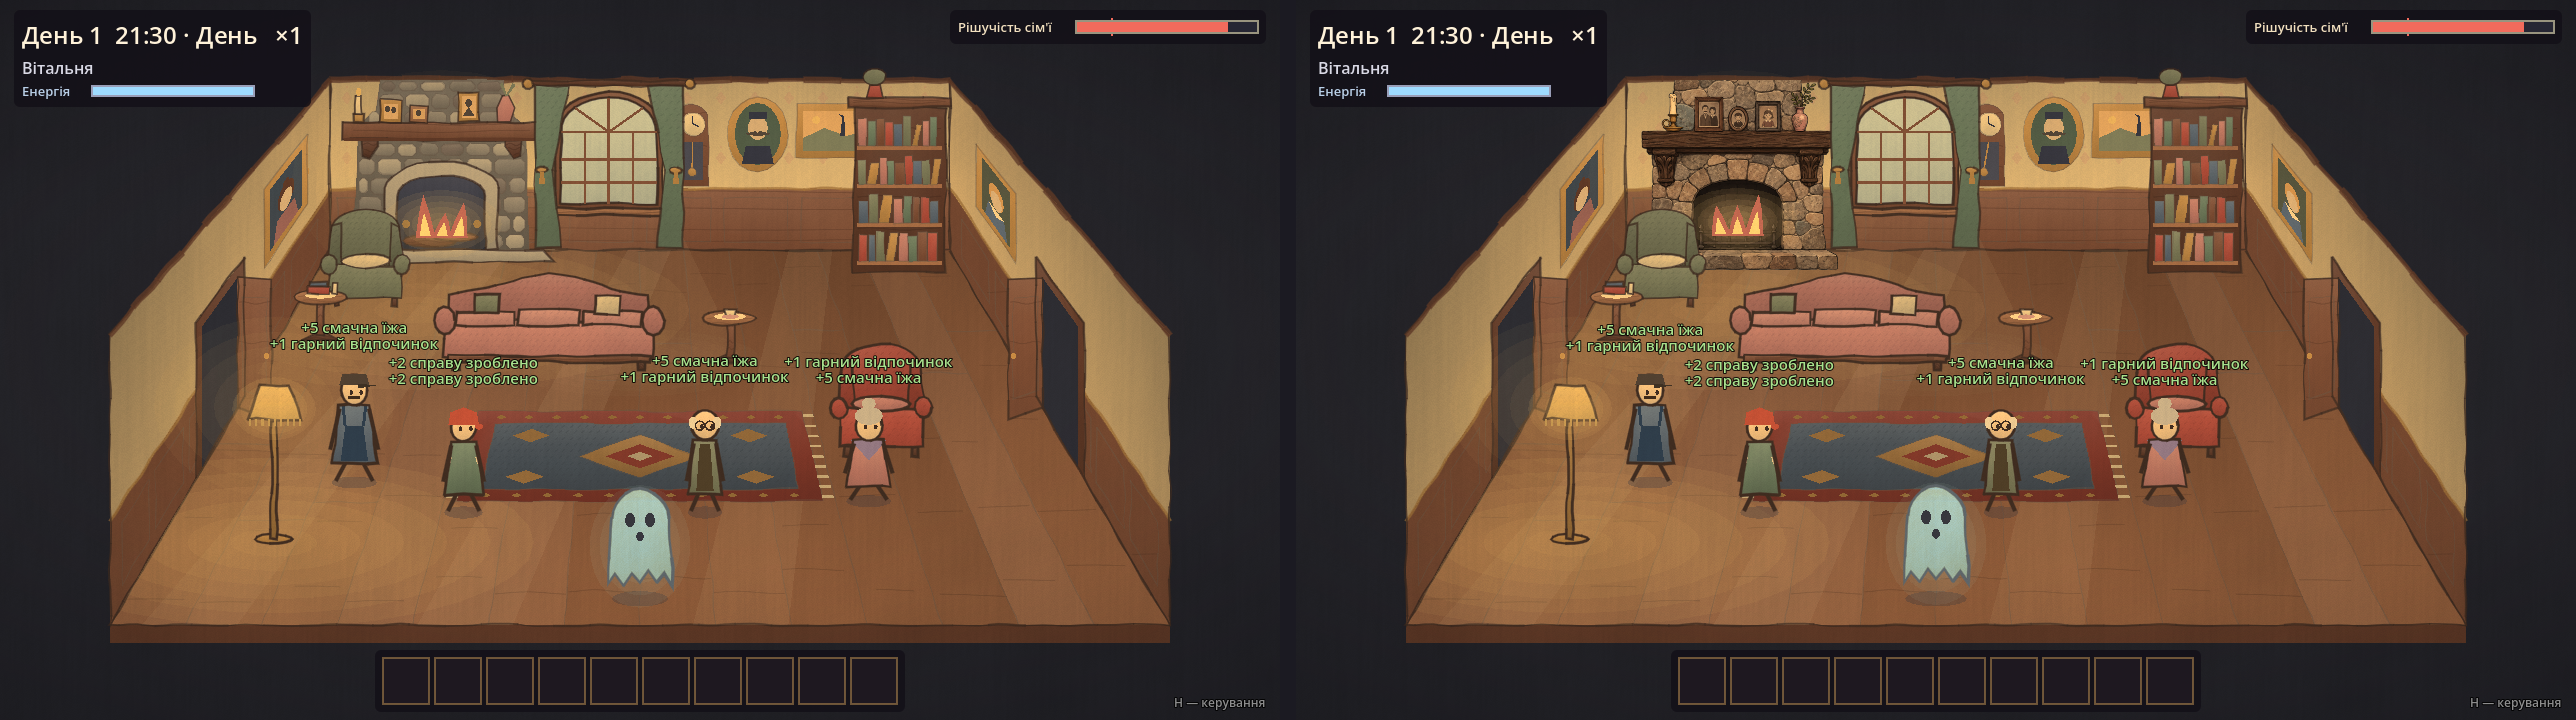 День 1 21:30 · День ×1
Вітальня
Енергія
Рішучість сім'ї
+5 смачна їжа
+1 гарний відпочинок
+2 справу зроблено
+2 справу зроблено
+5 смачна їжа
+1 гарний відпочинок
+1 гарний відпочинок
+5 смачна їжа
H — керування
День 1 21:30 · День ×1
Вітальня
Енергія
Рішучість сім'ї
+5 смачна їжа
+1 гарний відпочинок
+2 справу зроблено
+2 справу зроблено
+5 смачна їжа
+1 гарний відпочинок
+1 гарний відпочинок
+5 смачна їжа
H — керування